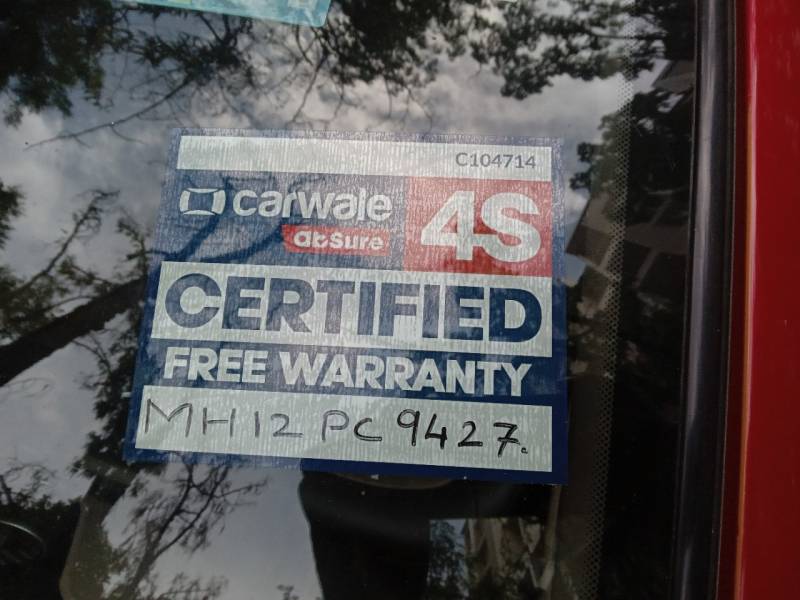 C104714
carwale
abSure
4S
CERTIFIED
FREE WARRANTY
MH12 PC 9427.